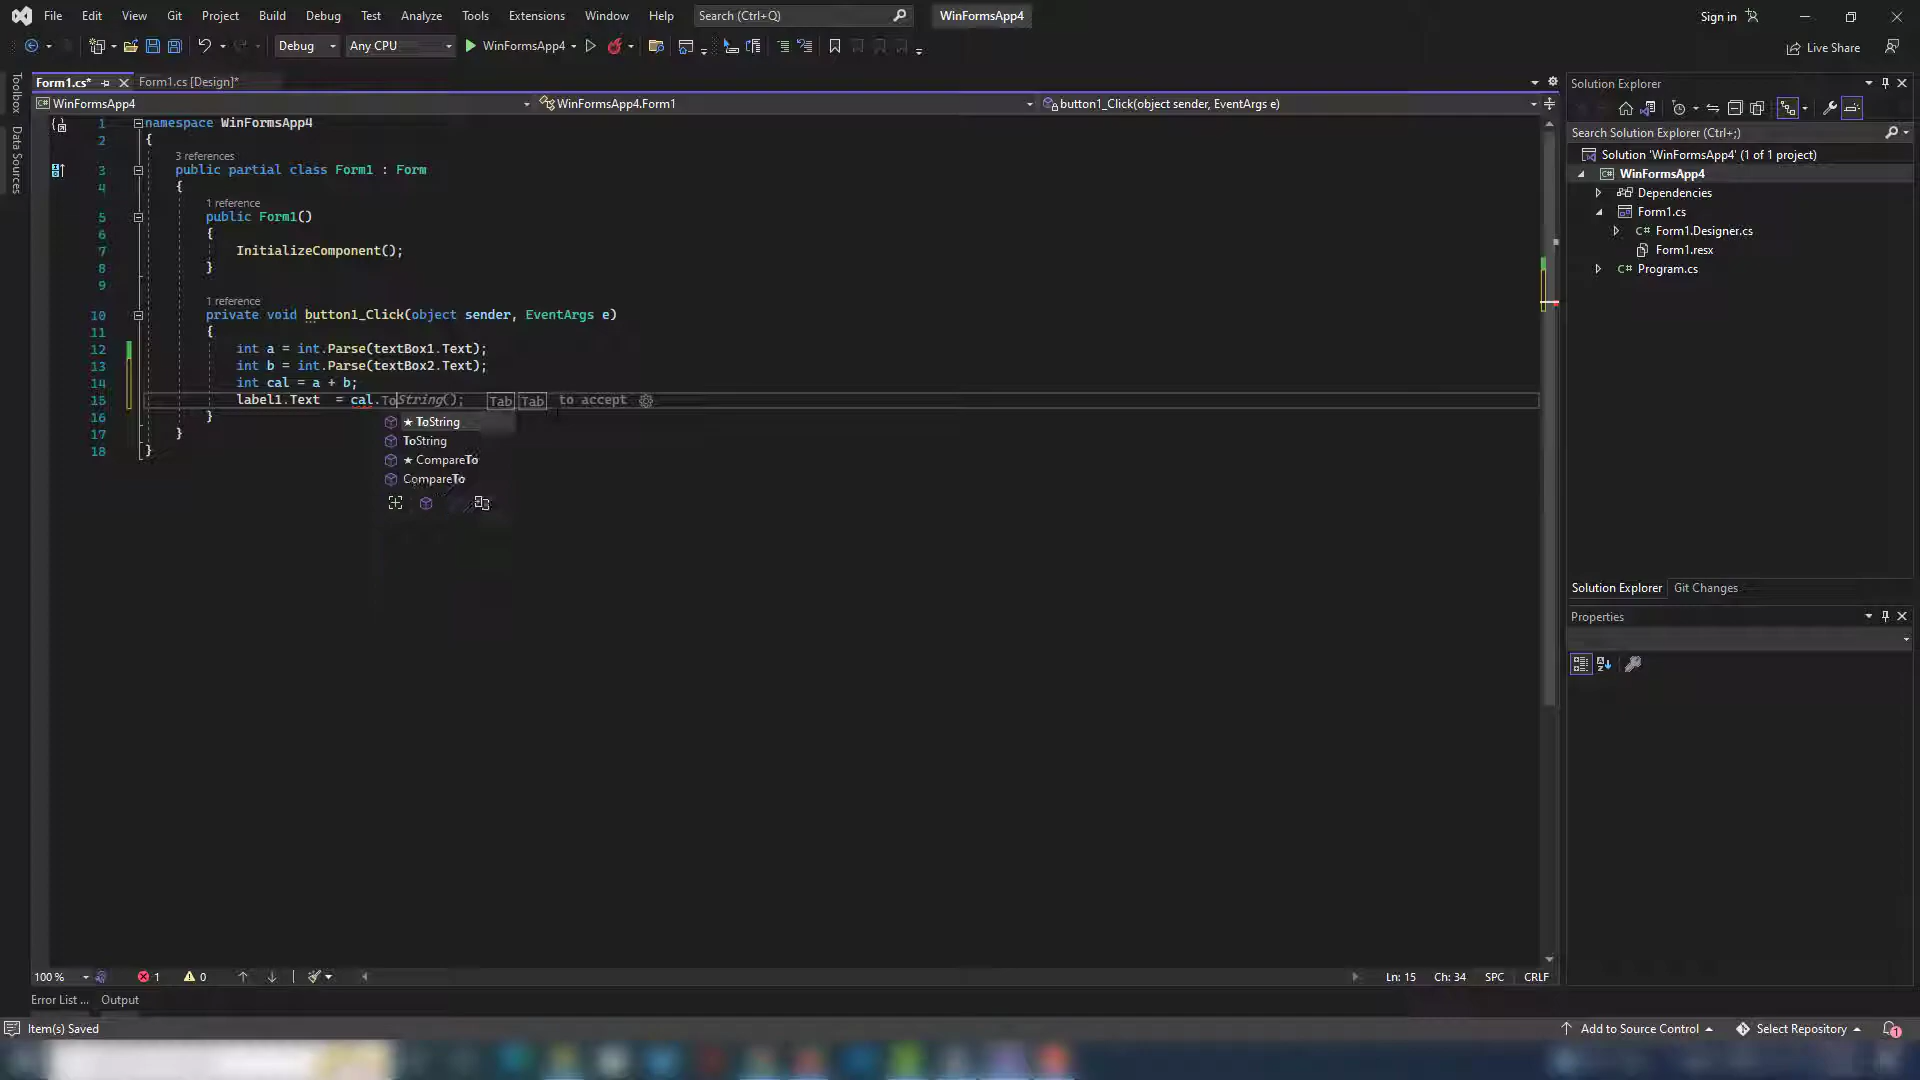 File Edit View Git Project Build Debug Test Analyze Tools Extensions Window Help Search (Ctrl+Q) WinFormsApp4 Sign in
Debug Any CPU WinFormsApp4 Live Share
Toolbox
Data Sources
Form1.cs* Form1.cs [Design]*
C# WinFormsApp4 WinFormsApp4.Form1 button1_Click(object sender, EventArgs e)
1 namespace WinFormsApp4
2 {
3 references
3 public partial class Form1 : Form
4 {
1 reference
5 public Form1()
6 {
7 InitializeComponent();
8 }
9
1 reference
10 private void button1_Click(object sender, EventArgs e)
11 {
12 int a = int.Parse(textBox1.Text);
13 int b = int.Parse(textBox2.Text);
14 int cal = a + b;
15 label1.Text = cal.ToString(); Tab Tab to accept
16 }
17 }
18 }
★ ToString
ToString
★ CompareTo
CompareTo
100 % 1 0 Ln: 15 Ch: 34 SPC CRLF
Error List ... Output
Item(s) Saved Add to Source Control Select Repository 1
Solution Explorer
Search Solution Explorer (Ctrl+;)
Solution 'WinFormsApp4' (1 of 1 project)
C# WinFormsApp4
Dependencies
Form1.cs
C# Form1.Designer.cs
Form1.resx
C# Program.cs
Solution Explorer Git Changes
Properties